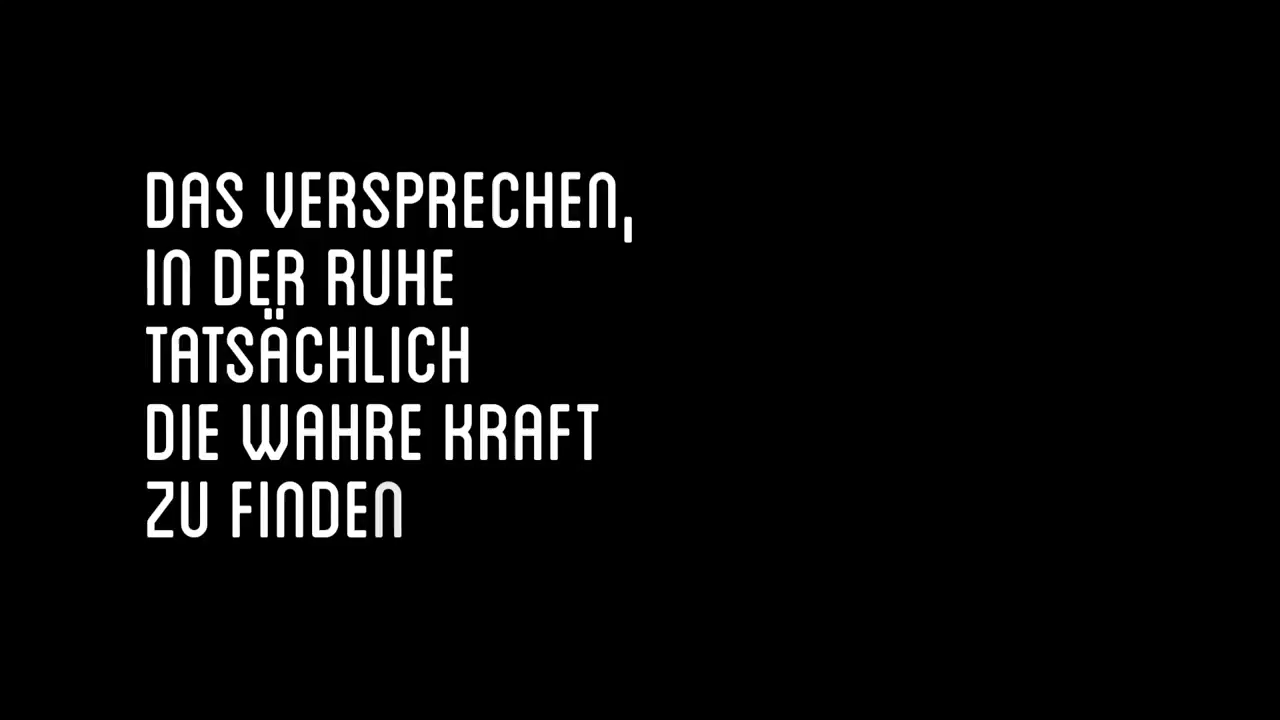 DAS VERSPRECHEN,
IN DER RUHE
TATSÄCHLICH
DIE WAHRE KRAFT
ZU FINDEN